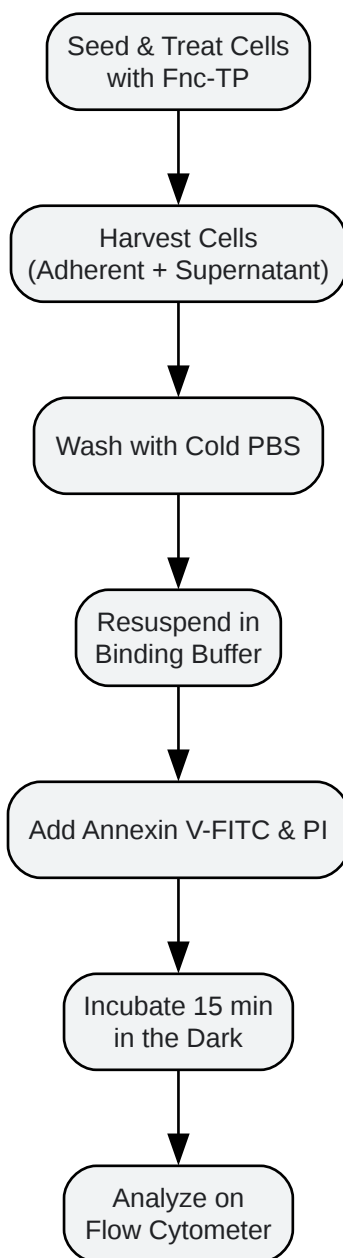 Seed & Treat Cells
with Fnc-TP
Harvest Cells
(Adherent + Supernatant)
Wash with Cold PBS
Resuspend in
Binding Buffer
Add Annexin V-FITC & PI
Incubate 15 min
in the Dark
Analyze on
Flow Cytometer